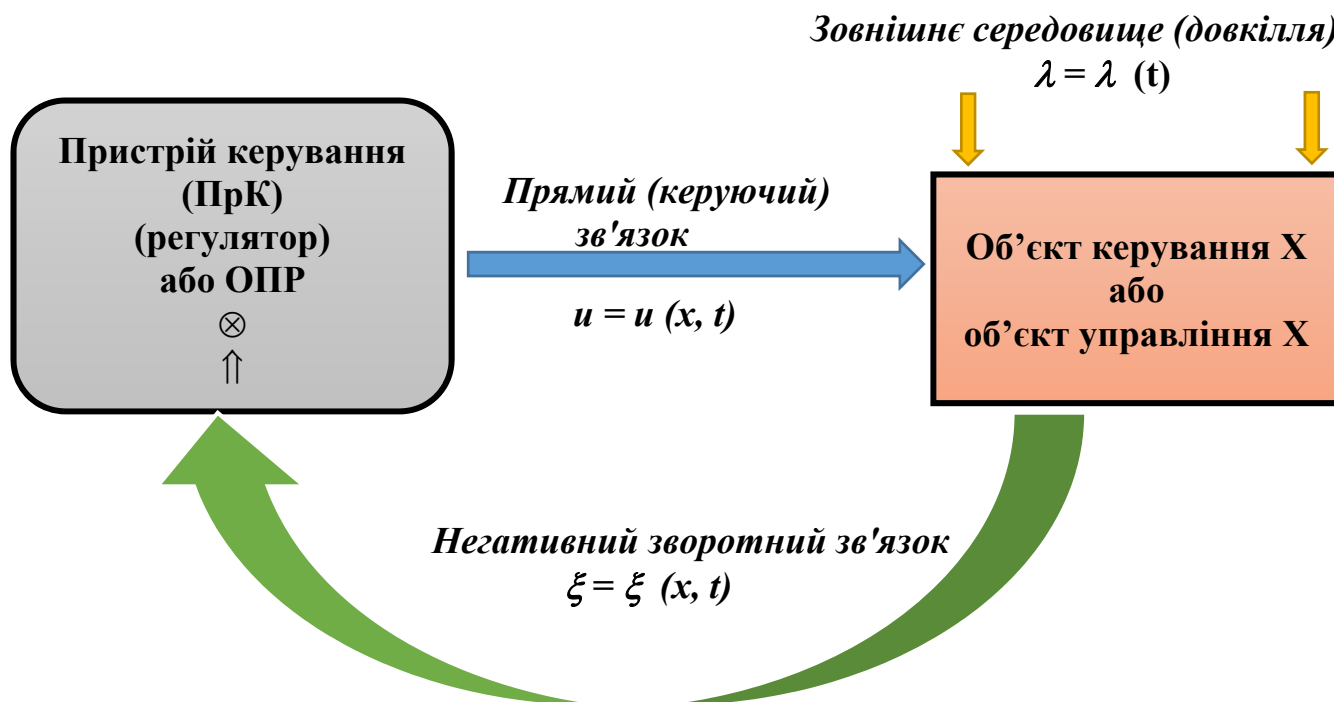 Зовнішнє середовище (довкілля)
λ = λ (t)
Пристрій керування
(ПрК)
(регулятор)
або ОПР
⊗
⇑
Прямий (керуючий)
зв'язок
u = u (x, t)
Об’єкт керування X
або
об’єкт управління X
Негативний зворотний зв'язок
ξ = ξ (x, t)